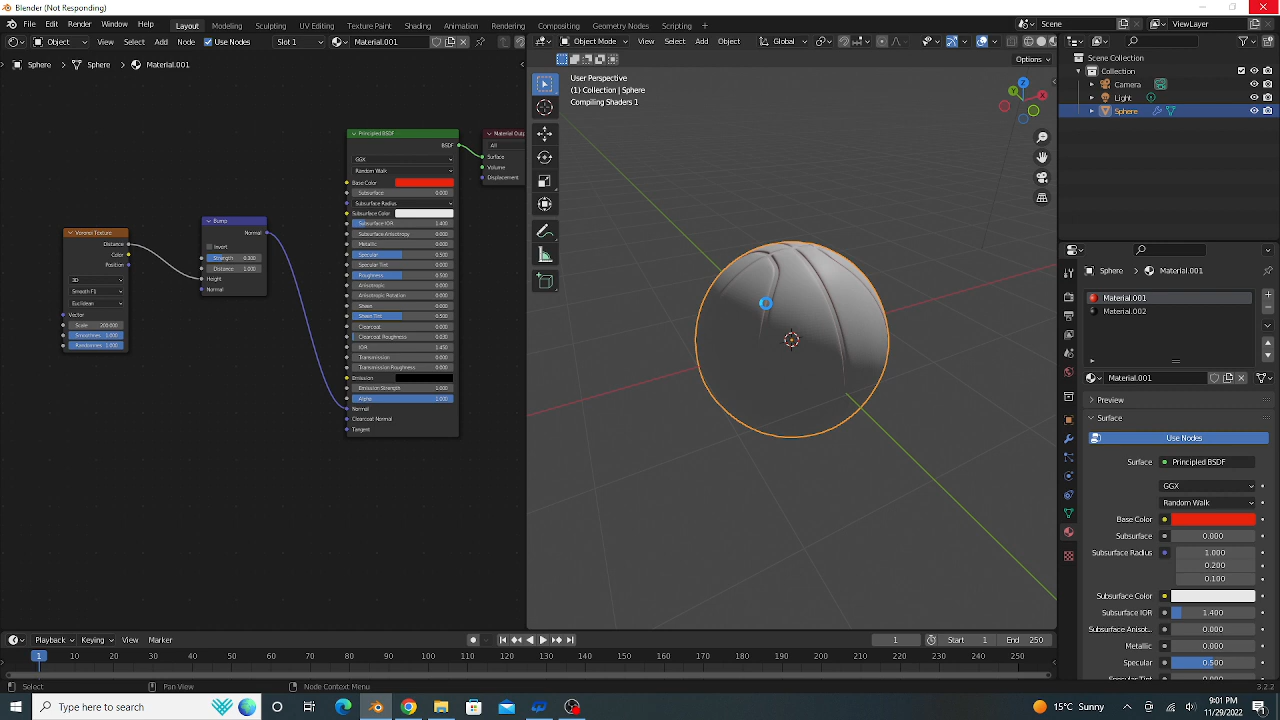 Blender (Not Responding)
File Edit Render Window Help Layout Modeling Sculpting UV Editing Texture Paint Shading Animation Rendering Compositing Geometry Nodes Scripting + Scene ViewLayer
Object View Select Add Node Use Nodes Slot 1 Material.001
Object Mode View Select Add Object Global
Options
Sphere > Sphere > Material.001
User Perspective
(1) Collection | Sphere
Compiling Shaders 1
Z
Y
X
Scene Collection
Collection
Camera
Light
Sphere
Voronoi Texture
Distance
Color
Position
3D
Smooth F1
Euclidean
Vector
Scale 200.000
Smoothnes 1.000
Randomnes 1.000
Bump
Normal
Invert
Strength 0.300
Distance 1.000
Height
Normal
Principled BSDF
BSDF
GGX
Random Walk
Base Color
Subsurface 0.000
Subsurface Radius
Subsurface Color
Subsurface IOR 1.400
Subsurface Anisotropy 0.000
Metallic 0.000
Specular 0.500
Specular Tint 0.000
Roughness 0.500
Anisotropic 0.000
Anisotropic Rotation 0.000
Sheen 0.000
Sheen Tint 0.500
Clearcoat 0.000
Clearcoat Roughness 0.030
IOR 1.450
Transmission 0.000
Transmission Roughness 0.000
Emission
Emission Strength 1.000
Alpha 1.000
Normal
Clearcoat Normal
Tangent
Material Outp
All
Surface
Volume
Displacement
Sphere > Material.001
Material.001
Material.002
Material.001
Preview
Surface
Use Nodes
Surface Principled BSDF
GGX
Random Walk
Base Color
Subsurface 0.000
Subsurface Radius 1.000
0.200
0.100
Subsurface Color
Subsurface IOR 1.400
Subsurface Anisot... 0.000
Metallic 0.000
Specular 0.500
Playback Keying View Marker 1 Start 1 End 250
1 10 20 30 40 50 60 70 80 90 100 110 120 130 140 150 160 170 180 190 200 210 220 230 240 250
Select Pan View Node Context Menu 3.2.2
Type here to search
15°C Sunny
9:01 PM
11/29/2022